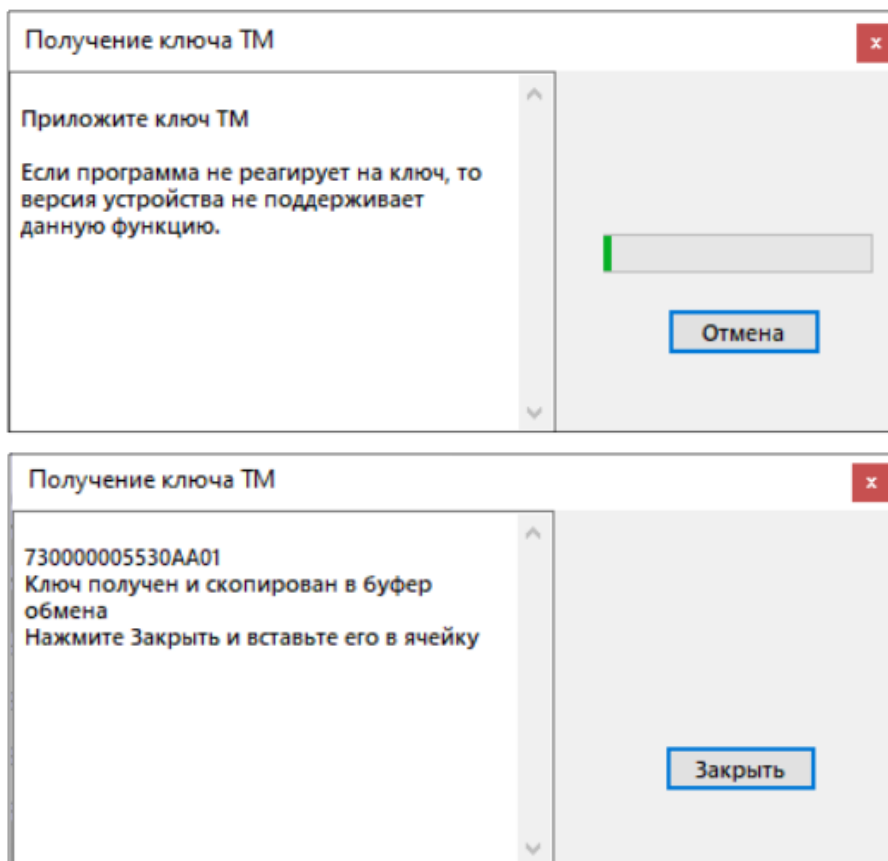 Получение ключа ТМ
x
Приложите ключ ТМ
Если программа не реагирует на ключ, то
версия устройства не поддерживает
данную функцию.
Отмена
Получение ключа ТМ
x
730000005530AA01
Ключ получен и скопирован в буфер
обмена
Нажмите Закрыть и вставьте его в ячейку
Закрыть